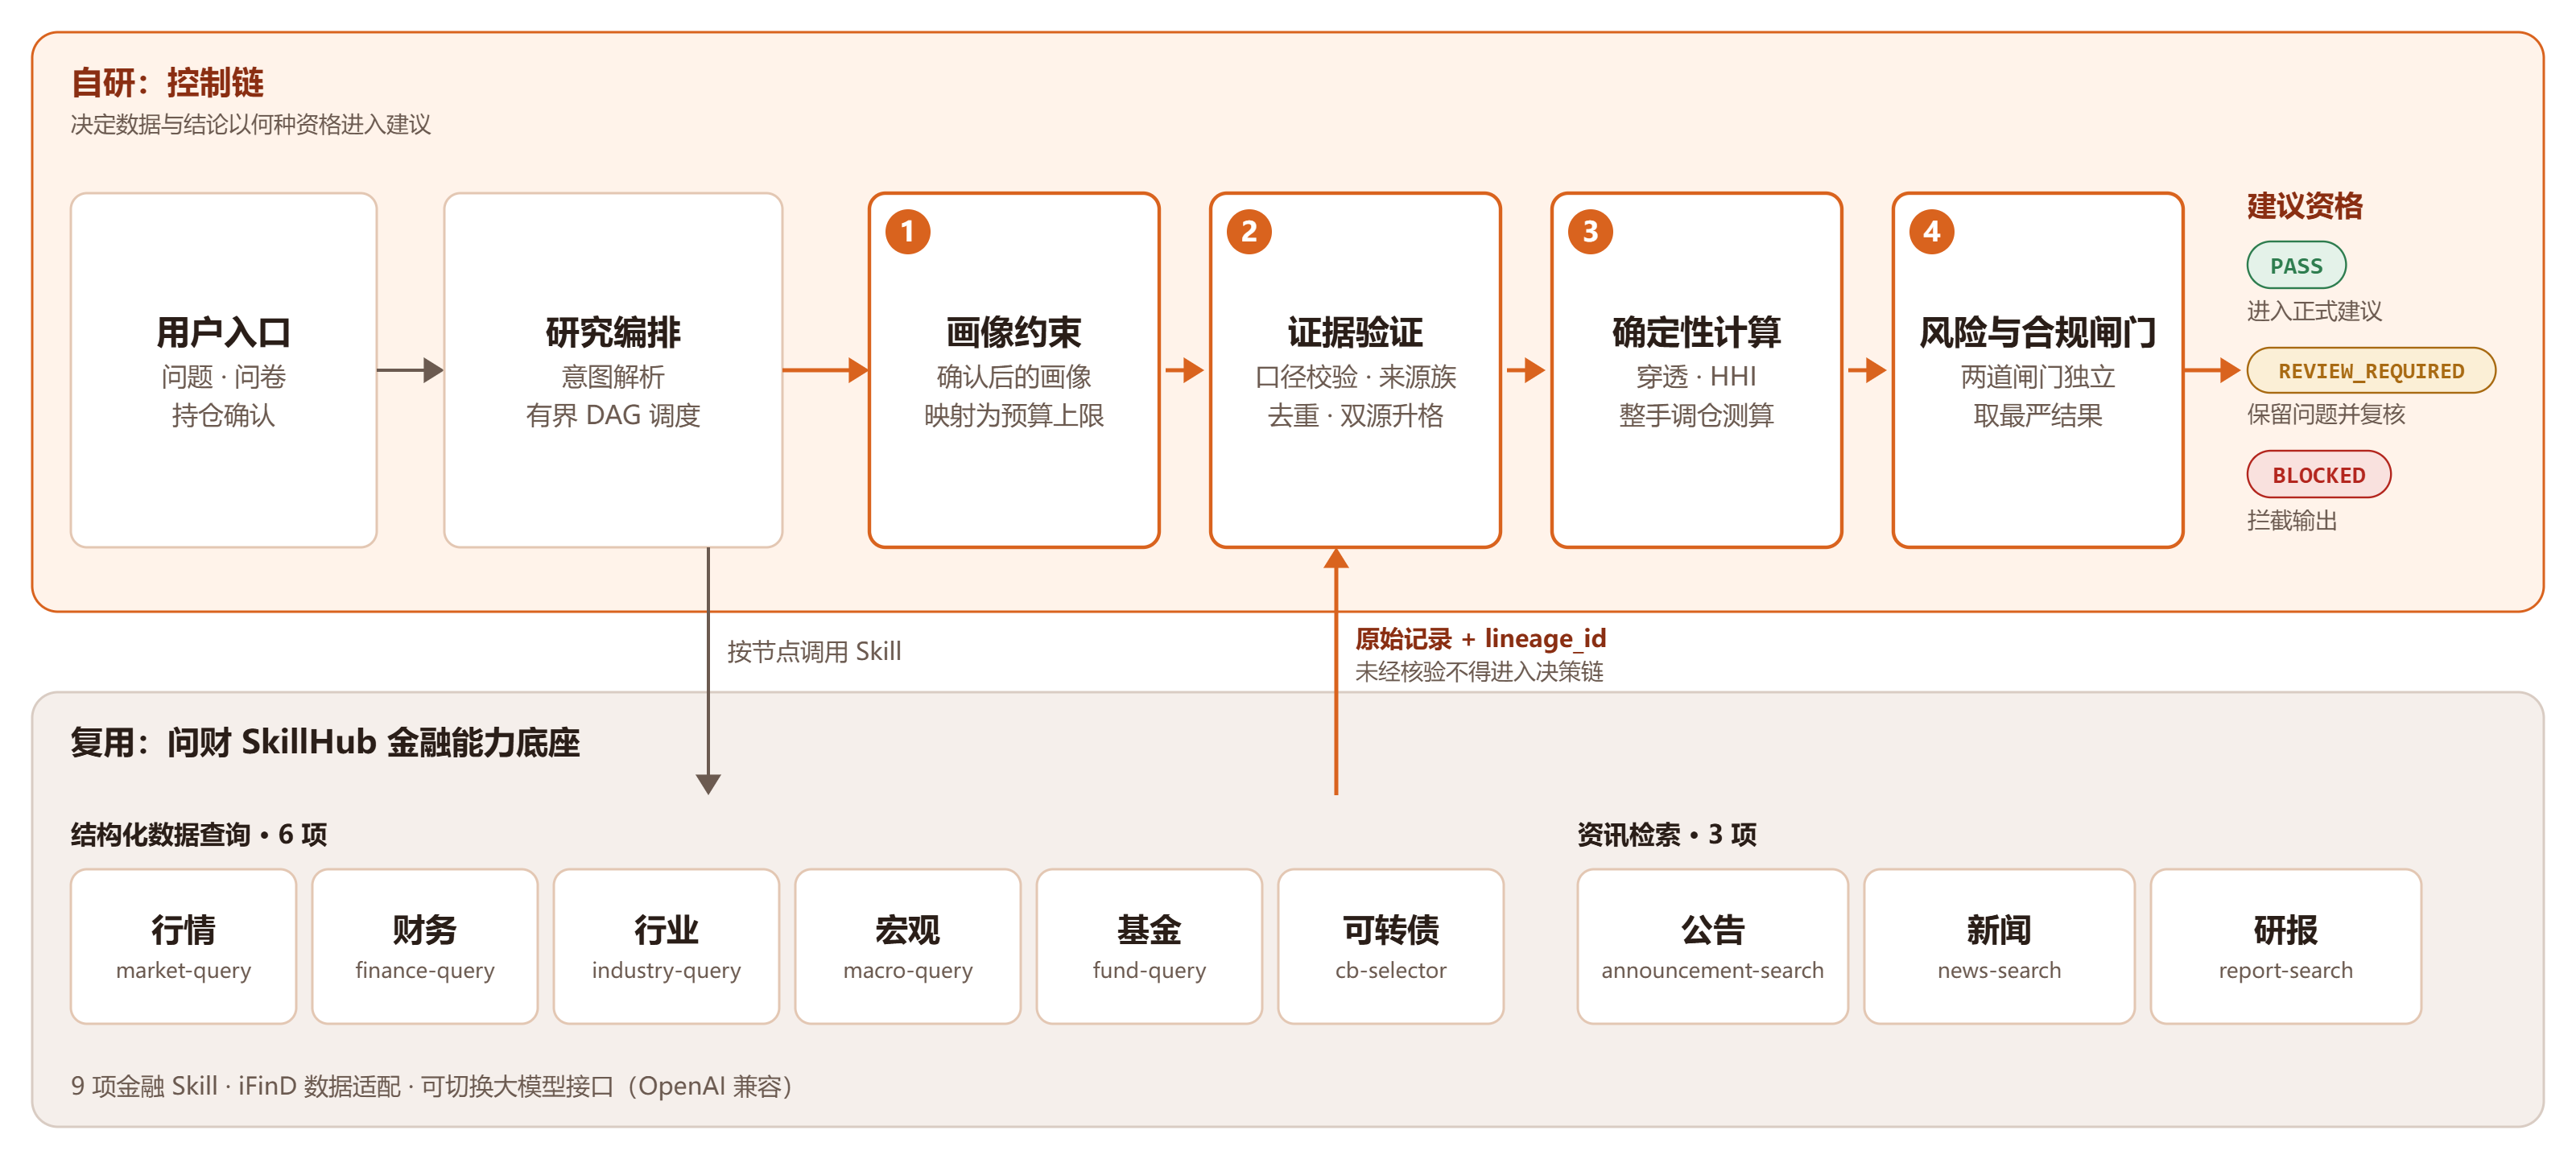 自研：控制链
决定数据与结论以何种资格进入建议
用户入口
问题 · 问卷
持仓确认
研究编排
意图解析
有界 DAG 调度
1
画像约束
确认后的画像
映射为预算上限
2
证据验证
口径校验 · 来源族
去重 · 双源升格
3
确定性计算
穿透 · HHI
整手调仓测算
4
风险与合规闸门
两道闸门独立
取最严结果
建议资格
PASS
进入正式建议
REVIEW_REQUIRED
保留问题并复核
BLOCKED
拦截输出
按节点调用 Skill
原始记录 + lineage_id
未经核验不得进入决策链
复用：问财 SkillHub 金融能力底座
结构化数据查询 • 6 项
行情
market-query
财务
finance-query
行业
industry-query
宏观
macro-query
基金
fund-query
可转债
cb-selector
资讯检索 • 3 项
公告
announcement-search
新闻
news-search
研报
report-search
9 项金融 Skill · iFinD 数据适配 · 可切换大模型接口（OpenAI 兼容）